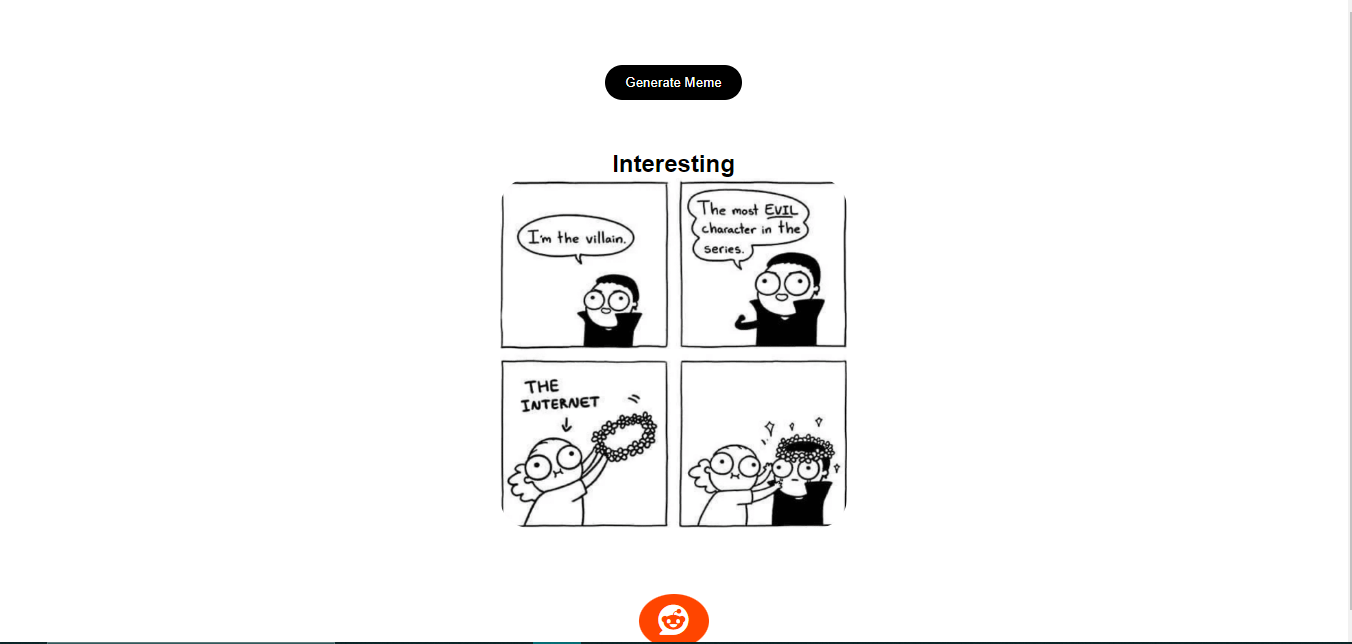 Generate Meme
Interesting
I'm the villain.
The most EVIL
character in the
series.
THE
INTERNET